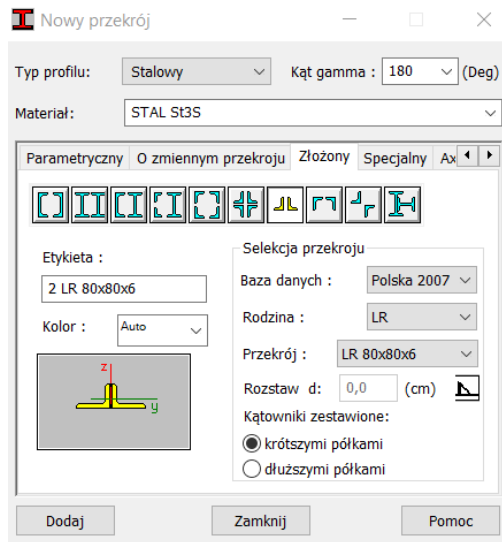 Nowy przekrój
Typ profilu: Stalowy Kąt gamma : 180 (Deg)
Materiał: STAL St3S
Parametryczny O zmiennym przekroju Złożony Specjalny Ax
Etykieta :
2 LR 80x80x6
Kolor : Auto
z
y
Selekcja przekroju
Baza danych : Polska 2007
Rodzina : LR
Przekrój : LR 80x80x6
Rozstaw d: 0,0 (cm)
Kątowniki zestawione:
krótszymi półkami
dłuższymi półkami
Dodaj Zamknij Pomoc